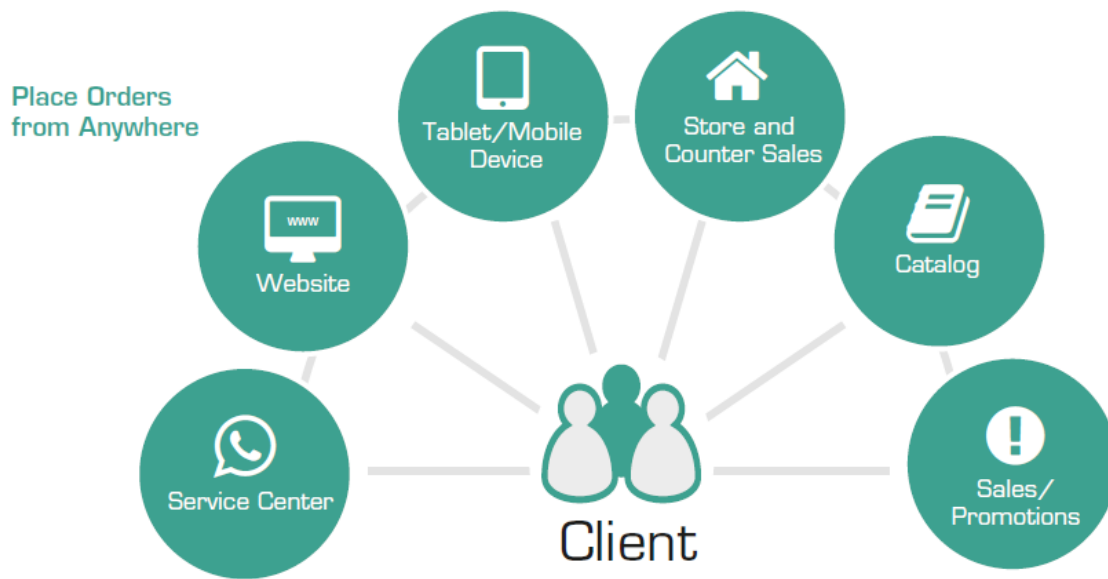 Place Orders
from Anywhere
Tablet/Mobile
Device
Store and
Counter Sales
www
Website
Catalog
Service Center
Sales/
Promotions
Client